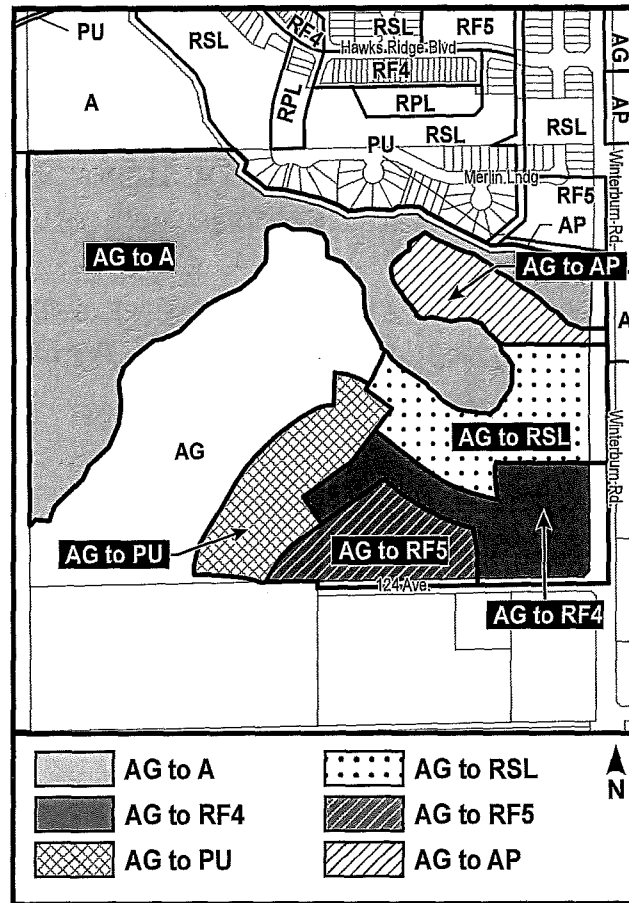 PU
RSL
RF4
RSL
RF5
AG
Hawks Ridge Blvd
RF4
A
RPL
RPL
AP
PU
RSL
RSL
Merlin Lndg
RF5
Winterburn Rd
AP
AG to A
AG to AP
A
AG
AG to RSL
Winterburn Rd
AG to PU
AG to RF5
124 Ave.
AG to RF4
AG to A
AG to RSL
AG to RF4
AG to RF5
AG to PU
AG to AP
N